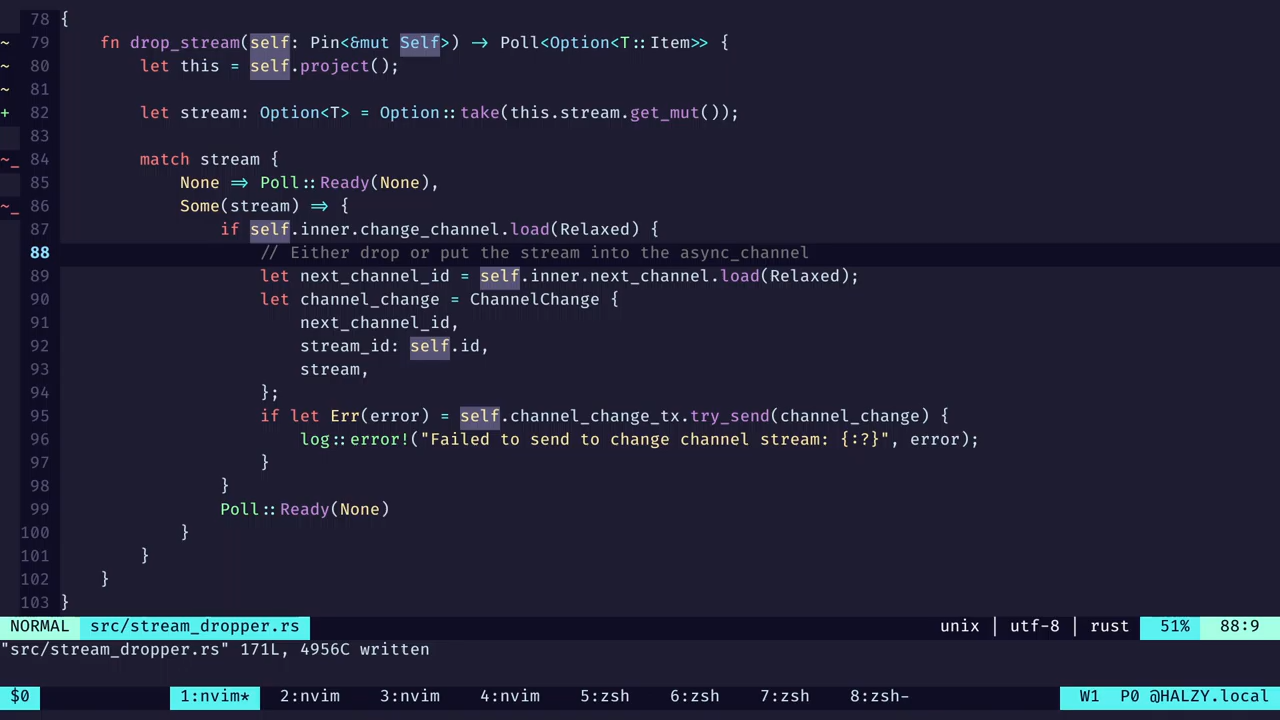 78 {
~ 79     fn drop_stream(self: Pin<&mut Self>) -> Poll<Option<T::Item>> {
~ 80         let this = self.project();
~ 81
+ 82         let stream: Option<T> = Option::take(this.stream.get_mut());
83
~_ 84         match stream {
85             None => Poll::Ready(None),
~_ 86             Some(stream) => {
87                 if self.inner.change_channel.load(Relaxed) {
88                     // Either drop or put the stream into the async_channel
89                     let next_channel_id = self.inner.next_channel.load(Relaxed);
90                     let channel_change = ChannelChange {
91                         next_channel_id,
92                         stream_id: self.id,
93                         stream,
94                     };
95                     if let Err(error) = self.channel_change_tx.try_send(channel_change) {
96                         log::error!("Failed to send to change channel stream: {:?}", error);
97                     }
98                 }
99                 Poll::Ready(None)
100             }
101         }
102     }
103 }
NORMAL src/stream_dropper.rs unix | utf-8 | rust 51% 88:9
"src/stream_dropper.rs" 171L, 4956C written
$0 1:nvim* 2:nvim 3:nvim 4:nvim 5:zsh 6:zsh 7:zsh 8:zsh- W1 P0 @HALZY.local